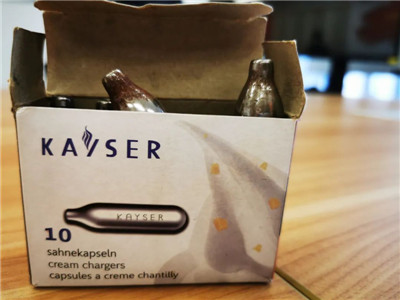 KAYSER
KAYSER
10
sahnekapseln
cream chargers
capsules a creme chantilly